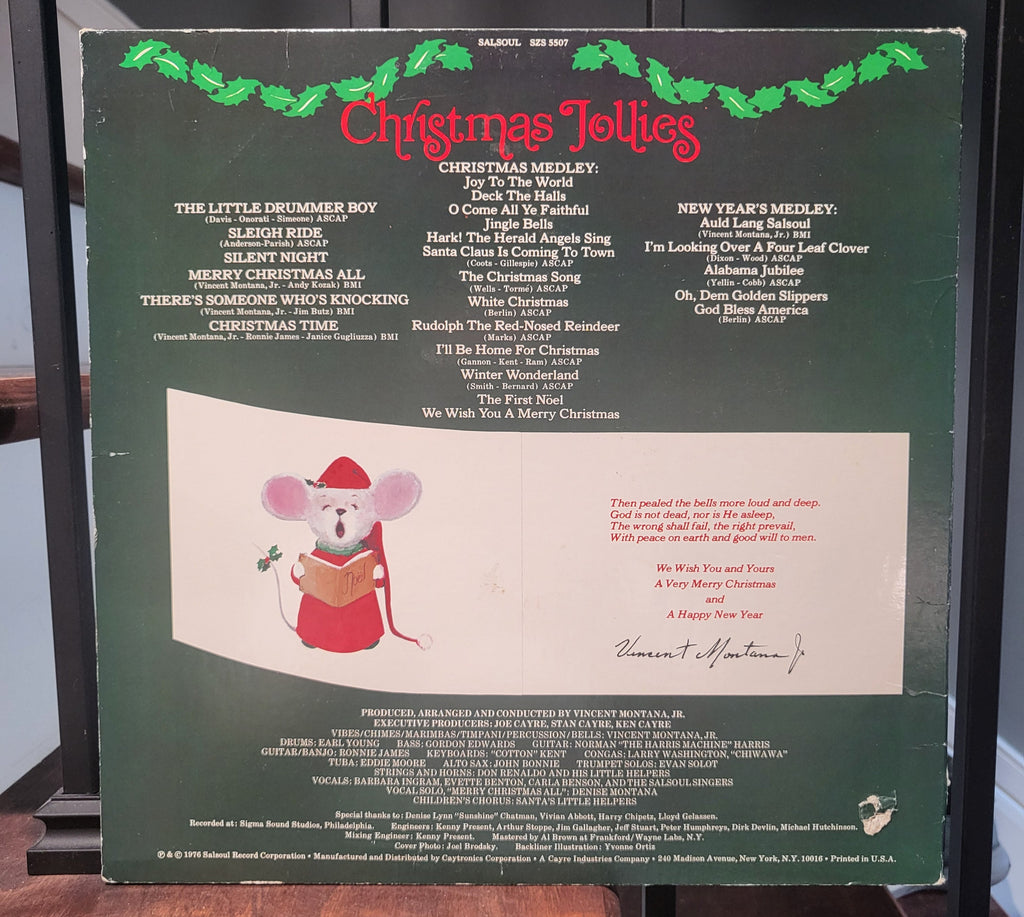 SALSOUL SZS 5507
Christmas Jollies
THE LITTLE DRUMMER BOY
(Davis - Onorati - Simeone) ASCAP
SLEIGH RIDE
(Anderson-Parish) ASCAP
SILENT NIGHT
MERRY CHRISTMAS ALL
(Vincent Montana, Jr. - Andy Kozak) BMI
THERE'S SOMEONE WHO'S KNOCKING
(Vincent Montana, Jr. - Jim Butz) BMI
CHRISTMAS TIME
(Vincent Montana, Jr. - Ronnie James - Janice Gugliuzza) BMI
CHRISTMAS MEDLEY:
Joy To The World
Deck The Halls
O Come All Ye Faithful
Jingle Bells
Hark! The Herald Angels Sing
Santa Claus Is Coming To Town
(Coots - Gillespie) ASCAP
The Christmas Song
(Wells - Tormé) ASCAP
White Christmas
(Berlin) ASCAP
Rudolph The Red-Nosed Reindeer
(Marks) ASCAP
I'll Be Home For Christmas
(Gannon - Kent - Ram) ASCAP
Winter Wonderland
(Smith - Bernard) ASCAP
The First Nöel
We Wish You A Merry Christmas
NEW YEAR'S MEDLEY:
Auld Lang Salsoul
(Vincent Montana, Jr.) BMI
I'm Looking Over A Four Leaf Clover
(Dixon - Wood) ASCAP
Alabama Jubilee
(Yellin - Cobb) ASCAP
Oh, Dem Golden Slippers
God Bless America
(Berlin) ASCAP
Noël
Then pealed the bells more loud and deep.
God is not dead, nor is He asleep,
The wrong shall fail, the right prevail,
With peace on earth and good will to men.
We Wish You and Yours
A Very Merry Christmas
and
A Happy New Year
Vincent Montana Jr
PRODUCED, ARRANGED AND CONDUCTED BY VINCENT MONTANA, JR.
EXECUTIVE PRODUCERS: JOE CAYRE, STAN CAYRE, KEN CAYRE
VIBES/CHIMES/MARIMBAS/TIMPANI/PERCUSSION/BELLS: VINCENT MONTANA, JR.
DRUMS: EARL YOUNG BASS: GORDON EDWARDS GUITAR: NORMAN "THE HARRIS MACHINE" HARRIS
GUITAR/BANJO: RONNIE JAMES KEYBOARDS: "COTTON" KENT CONGAS: LARRY WASHINGTON, "CHIWAWA"
TUBA: EDDIE MOORE ALTO SAX: JOHN BONNIE TRUMPET SOLOS: EVAN SOLOT
STRINGS AND HORNS: DON RENALDO AND HIS LITTLE HELPERS
VOCALS: BARBARA INGRAM, EVETTE BENTON, CARLA BENSON, AND THE SALSOUL SINGERS
VOCAL SOLO, "MERRY CHRISTMAS ALL": DENISE MONTANA
CHILDREN'S CHORUS: SANTA'S LITTLE HELPERS
Special thanks to: Denise Lynn "Sunshine" Chatman, Vivian Abbott, Harry Chipetz, Lloyd Gelassen.
Recorded at: Sigma Sound Studios, Philadelphia. Engineers: Kenny Present, Arthur Stoppe, Jim Gallagher, Jeff Stuart, Peter Humphreys, Dirk Devlin, Michael Hutchinson.
Mixing Engineer: Kenny Present. Mastered by Al Brown at Frankford/Wayne Labs, N.Y.
Cover Photo: Joel Brodsky. Backliner Illustration: Yvonne Ortiz
℗ & © 1976 Salsoul Record Corporation • Manufactured and Distributed by Caytronics Corporation • A Cayre Industries Company • 240 Madison Avenue, New York, N.Y. 10016 • Printed in U.S.A.